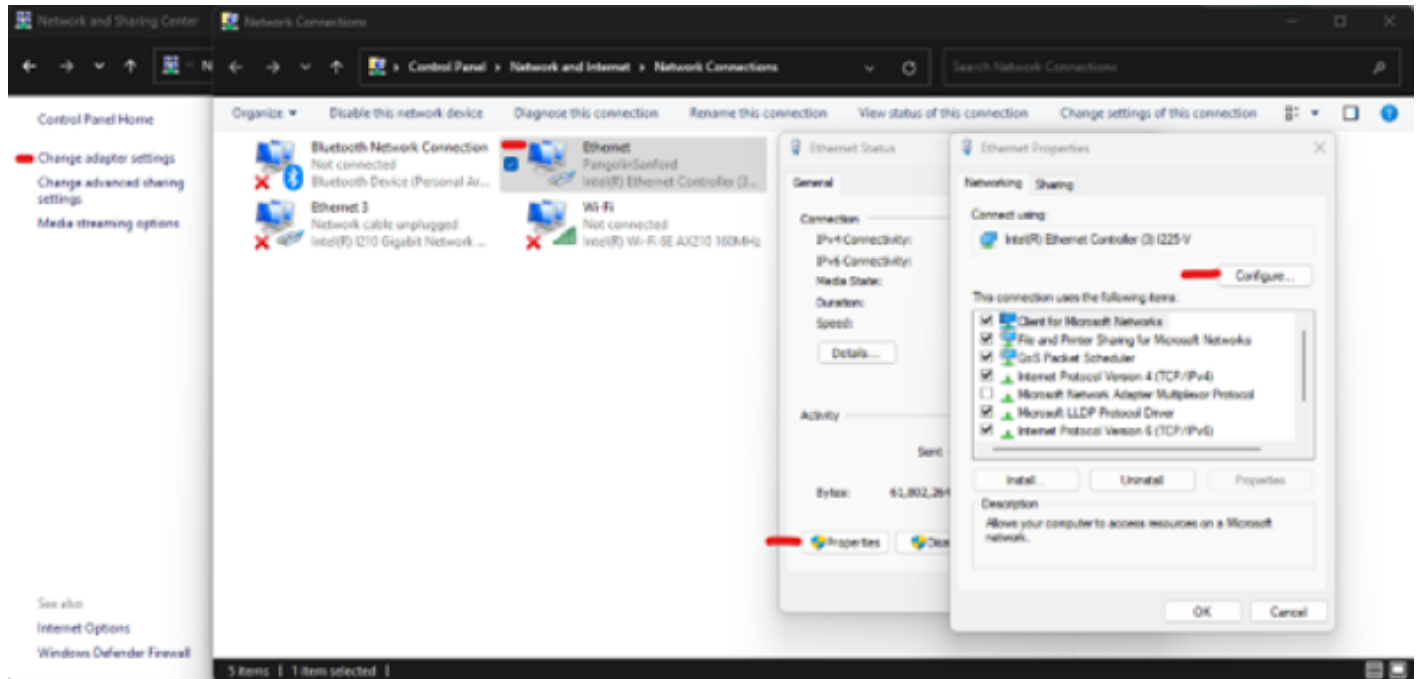 Network and Sharing Center
Network Connections
N
Control Panel > Network and Internet > Network Connections
Search Network Connections
Control Panel Home
Change adapter settings
Change advanced sharing
settings
Media streaming options
See also
Internet Options
Windows Defender Firewall
Organize
Disable this network device
Diagnose this connection
Rename this connection
View status of this connection
Change settings of this connection
Bluetooth Network Connection
Not connected
Bluetooth Device (Personal Ar...
Ethernet
PangolinSanford
Intel(R) Ethernet Controller (3...
Ethernet 3
Network cable unplugged
Intel(R) I210 Gigabit Network ...
Wi-Fi
Not connected
Intel(R) Wi-Fi 6E AX210 160MHz
Ethernet Status
General
Connection
IPv4 Connectivity:
IPv6 Connectivity:
Media State:
Duration:
Speed:
Details...
Activity
Sent
Bytes: 61,802,264
Properties
Disa
Ethernet Properties
Networking
Sharing
Connect using:
Intel(R) Ethernet Controller (3) I225-V
Configure...
This connection uses the following items:
Client for Microsoft Networks
File and Printer Sharing for Microsoft Networks
QoS Packet Scheduler
Internet Protocol Version 4 (TCP/IPv4)
Microsoft Network Adapter Multiplexor Protocol
Microsoft LLDP Protocol Driver
Internet Protocol Version 6 (TCP/IPv6)
Install...
Uninstall
Properties
Description
Allows your computer to access resources on a Microsoft
network.
OK
Cancel
5 items | 1 item selected |